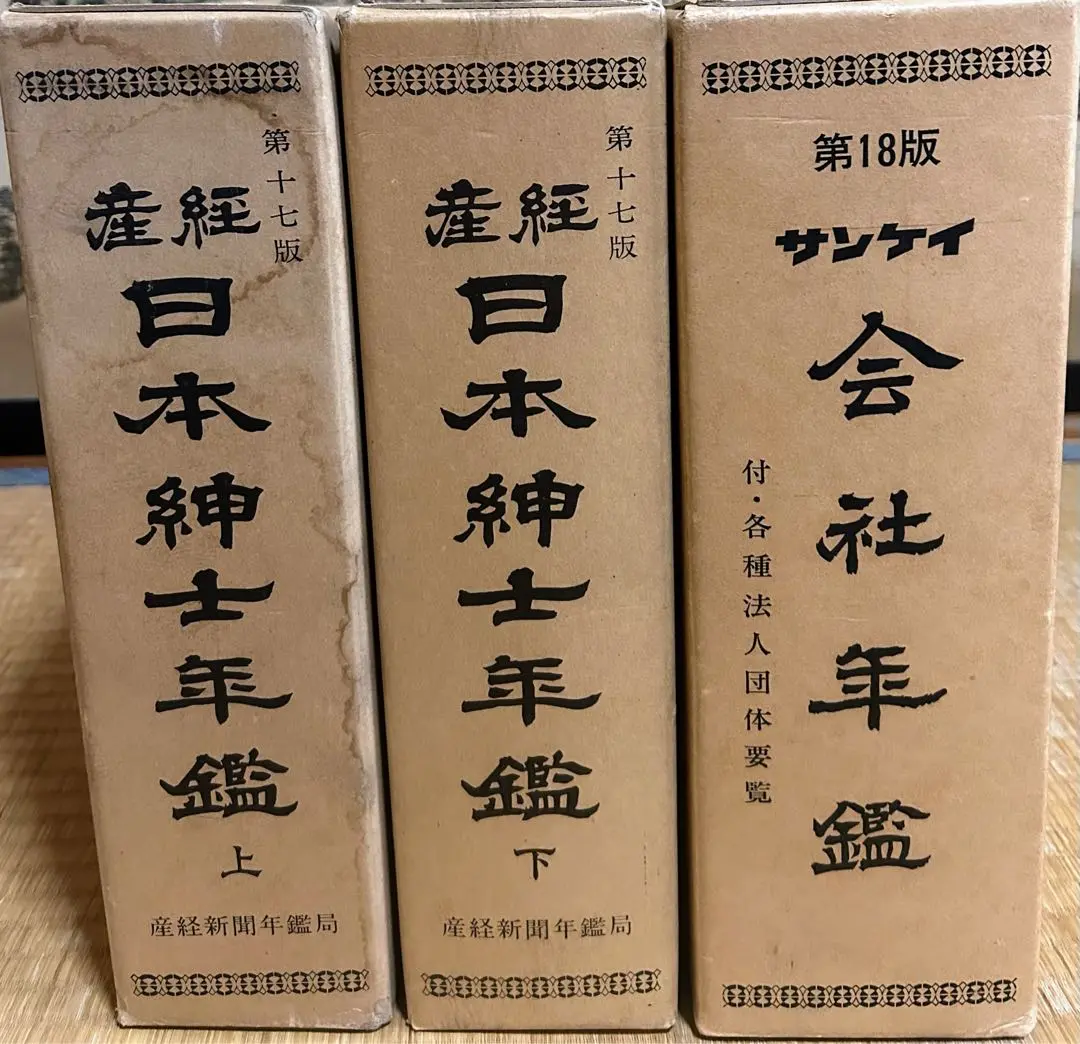 第十七版
産経
日本紳士年鑑
上
産経新聞年鑑局
第十七版
産経
日本紳士年鑑
下
産経新聞年鑑局
第18版
サンケイ
会社年鑑
付・各種法人団体要覧